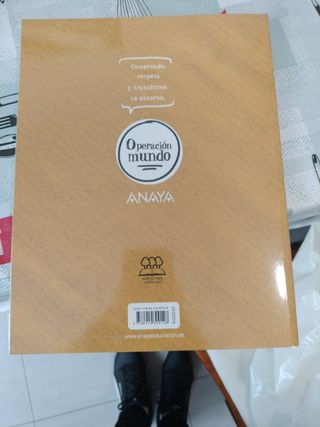 Comprende,
respeta
y transforma
tu entorno.
Operación
mundo
ANAYA
www.anayaeducacion.es